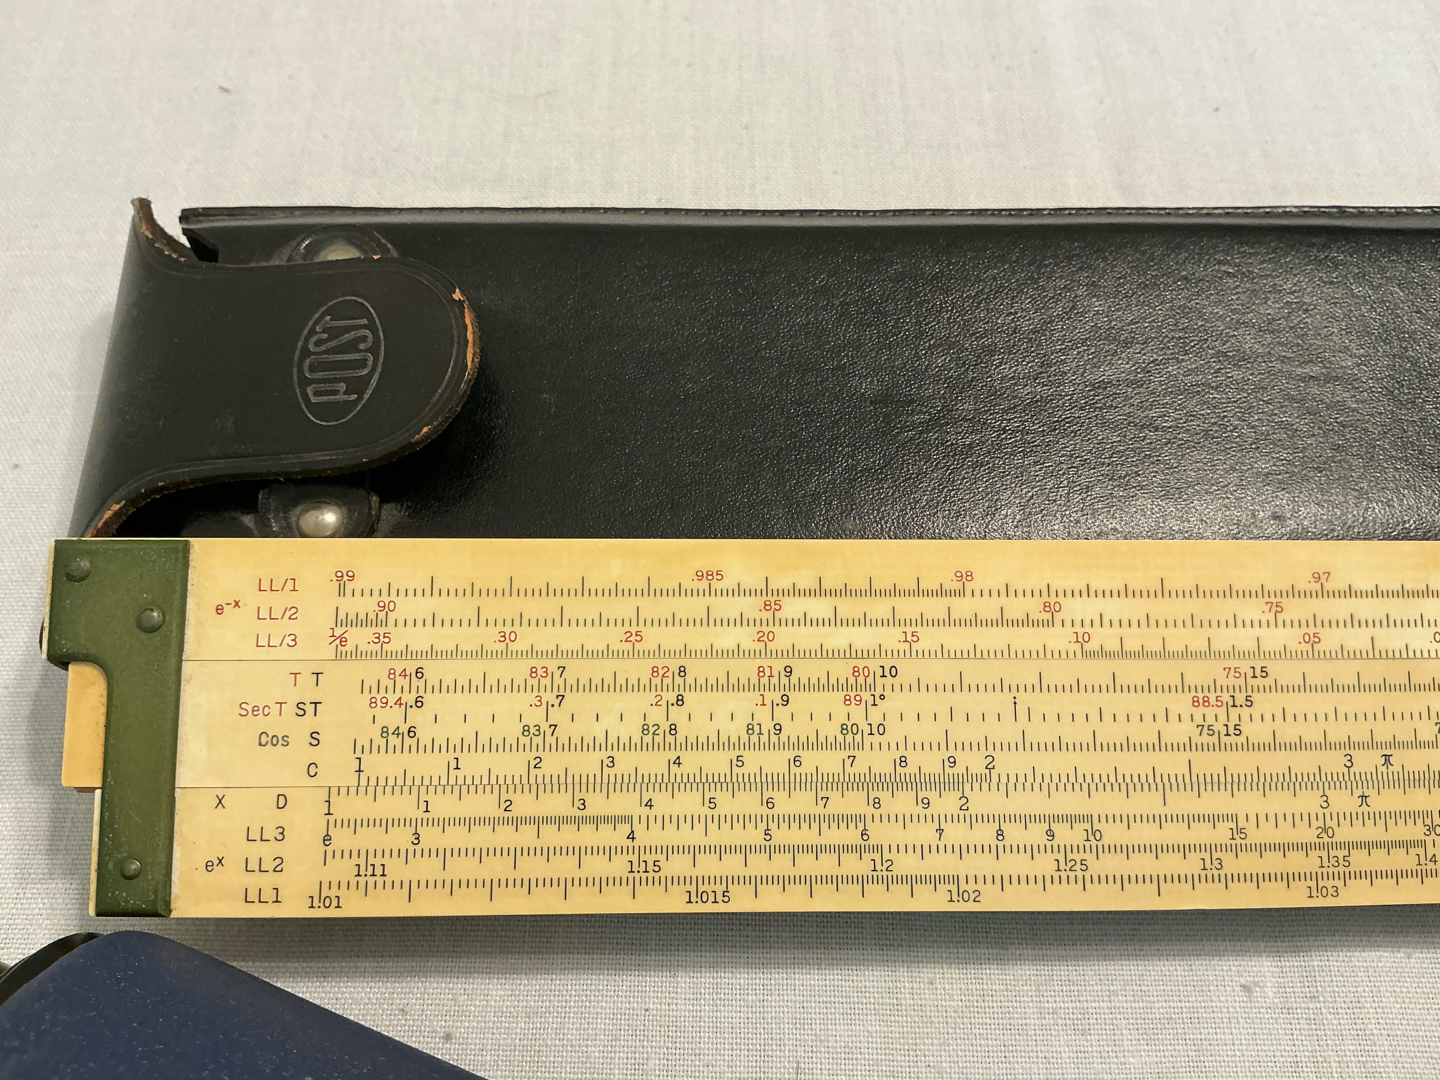 POST
LL/1 .99 .985 .98 .97
e⁻ˣ LL/2 .90 .85 .80 .75
LL/3 1/e .35 .30 .25 .20 .15 .10 .05 .0
T T 84 6 83 7 82 8 81 9 80 10 75 15
Sec T ST 89.4 .6 .3 .7 .2 .8 .1 .9 89 1° 88.5 1.5
Cos S 84 6 83 7 82 8 81 9 80 10 75 15
C 1 1 2 3 4 5 6 7 8 9 2 3 π
X D 1 1 2 3 4 5 6 7 8 9 2 3 π
LL3 e 3 4 5 6 7 8 9 10 15 20 30
eˣ LL2 1.11 1.15 1.2 1.25 1.3 1.35 1.4
LL1 1.01 1.015 1.02 1.03